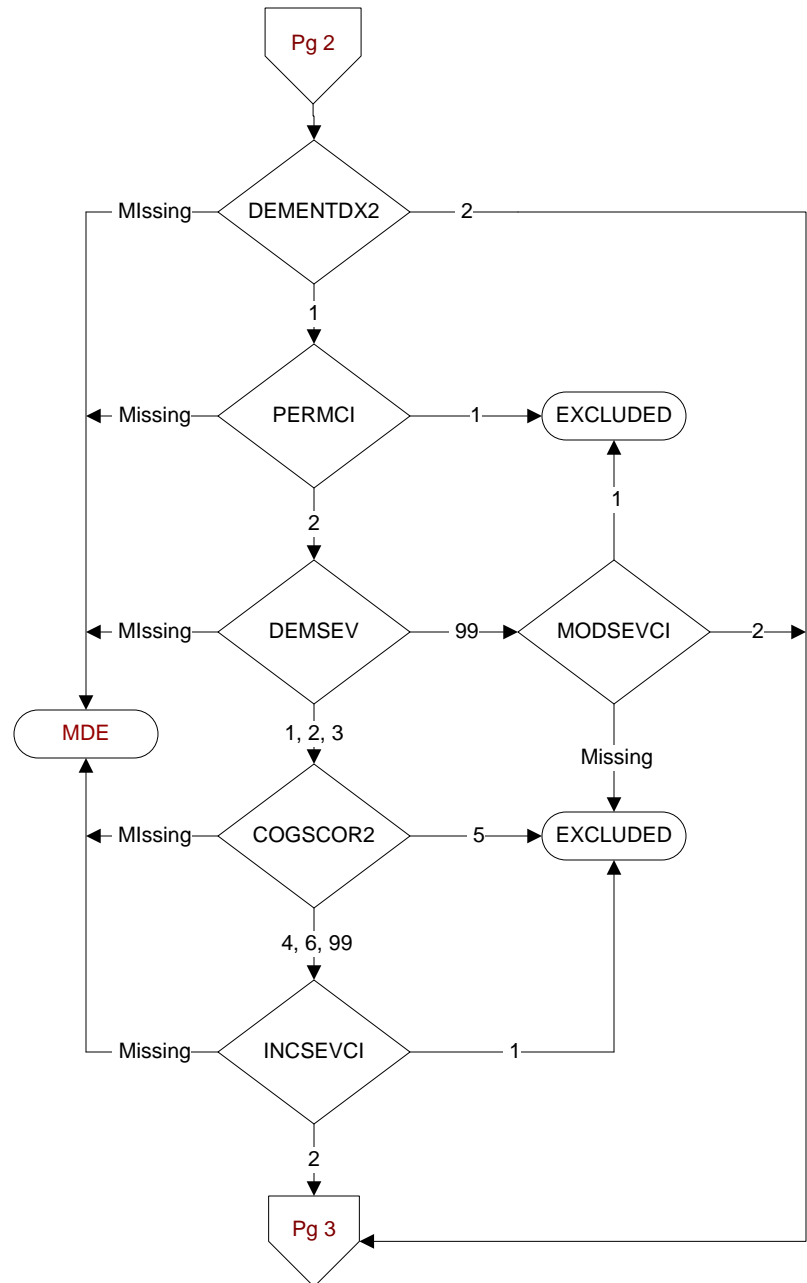 Pg 2
MIssing
DEMENTDX2
2
1
Missing
PERMCI
1
EXCLUDED
1
2
MIssing
DEMSEV
99
MODSEVCI
2
MDE
1, 2, 3
Missing
MIssing
COGSCOR2
5
EXCLUDED
4, 6, 99
Missing
INCSEVCI
1
2
Pg 3